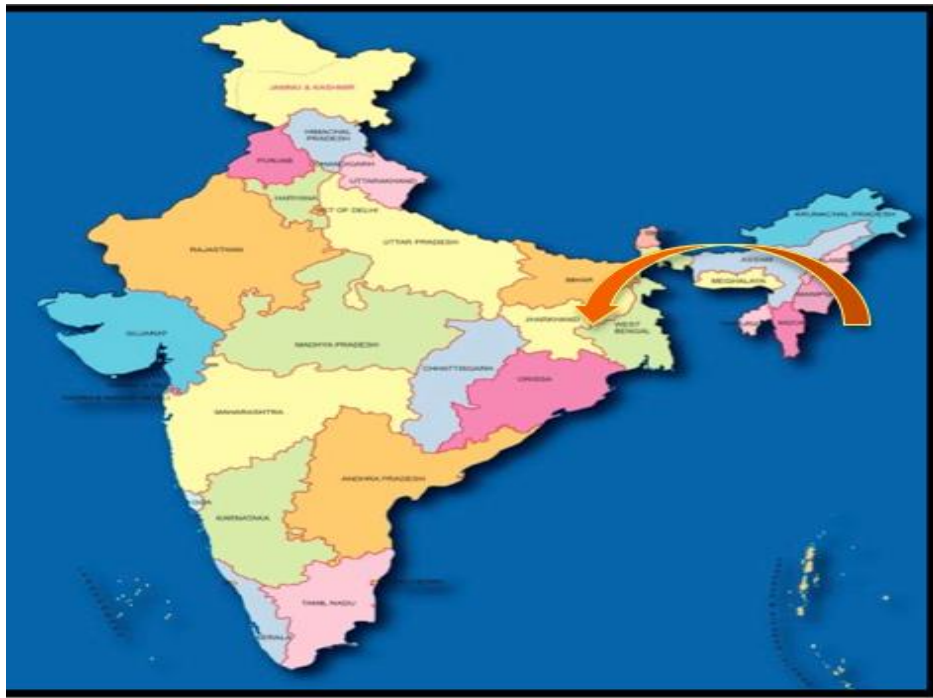 JAMMU & KASHMIR
HIMACHAL
PRADESH
PUNJAB
CHANDIGARH
UTTARAKHAND
HARYANA
NCT OF DELHI
RAJASTHAN
UTTAR PRADESH
ARUNACHAL PRADESH
ASSAM
BIHAR
MEGHALAYA
JHARKHAND
WEST
BENGAL
GUJARAT
MADHYA PRADESH
CHHATTISGARH
ORISSA
MAHARASHTRA
ANDHRA PRADESH
KARNATAKA
TAMIL NADU
KERALA